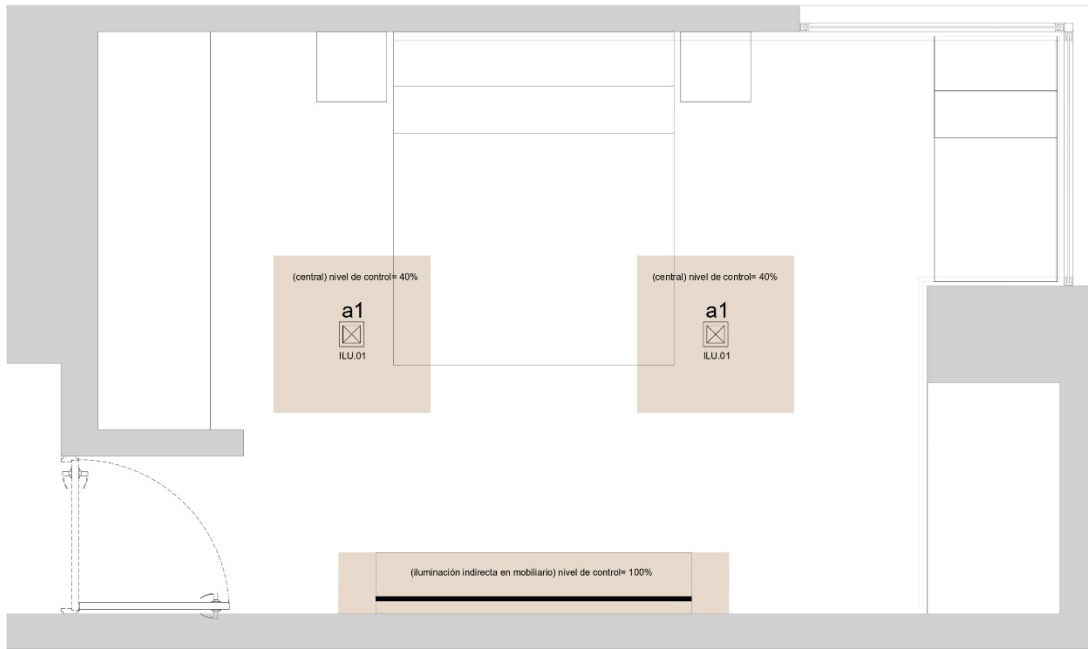 (central) nivel de control= 40%
a1
ILU.01
(central) nivel de control= 40%
a1
ILU.01
(iluminación indirecta en mobiliario) nivel de control= 100%